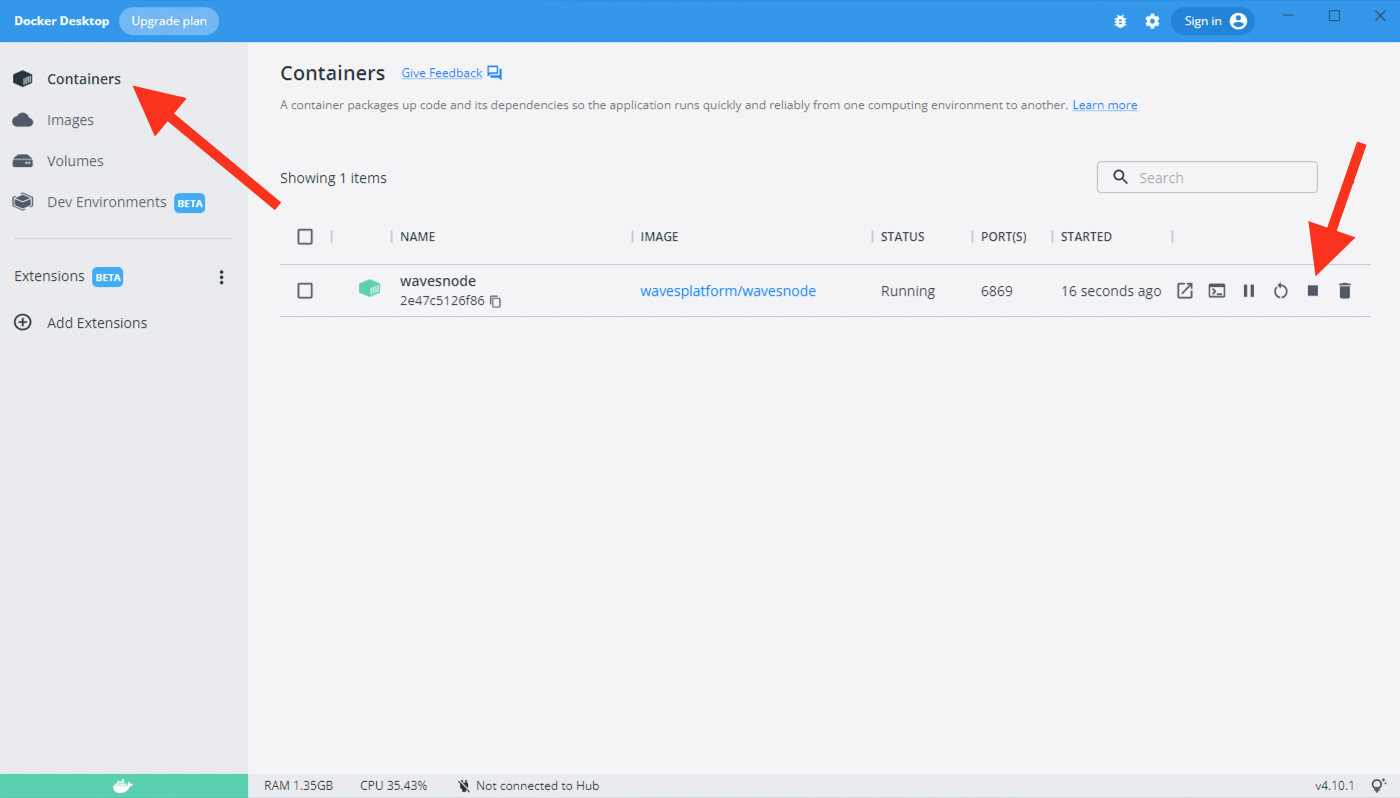 Docker Desktop Upgrade plan Sign in
Containers
Images
Volumes
Dev Environments BETA
Extensions BETA
Add Extensions
Containers Give Feedback
A container packages up code and its dependencies so the application runs quickly and reliably from one computing environment to another. Learn more
Showing 1 items
Search
NAME IMAGE STATUS PORT(S) STARTED
wavesnode wavesplatform/wavesnode Running 6869 16 seconds ago
2e47c5126f86
RAM 1.35GB CPU 35.43% Not connected to Hub v4.10.1